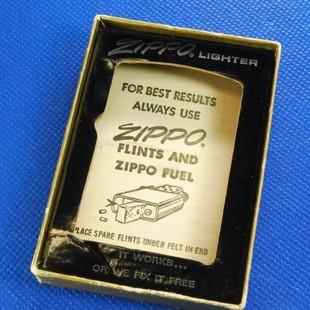 ZIPPO. LIGHTER
FOR BEST RESULTS
ALWAYS USE
ZIPPO.
FLINTS AND
ZIPPO FUEL
PLACE SPARE FLINTS UNDER FELT IN END
IT WORKS...
OR WE FIX IT FREE